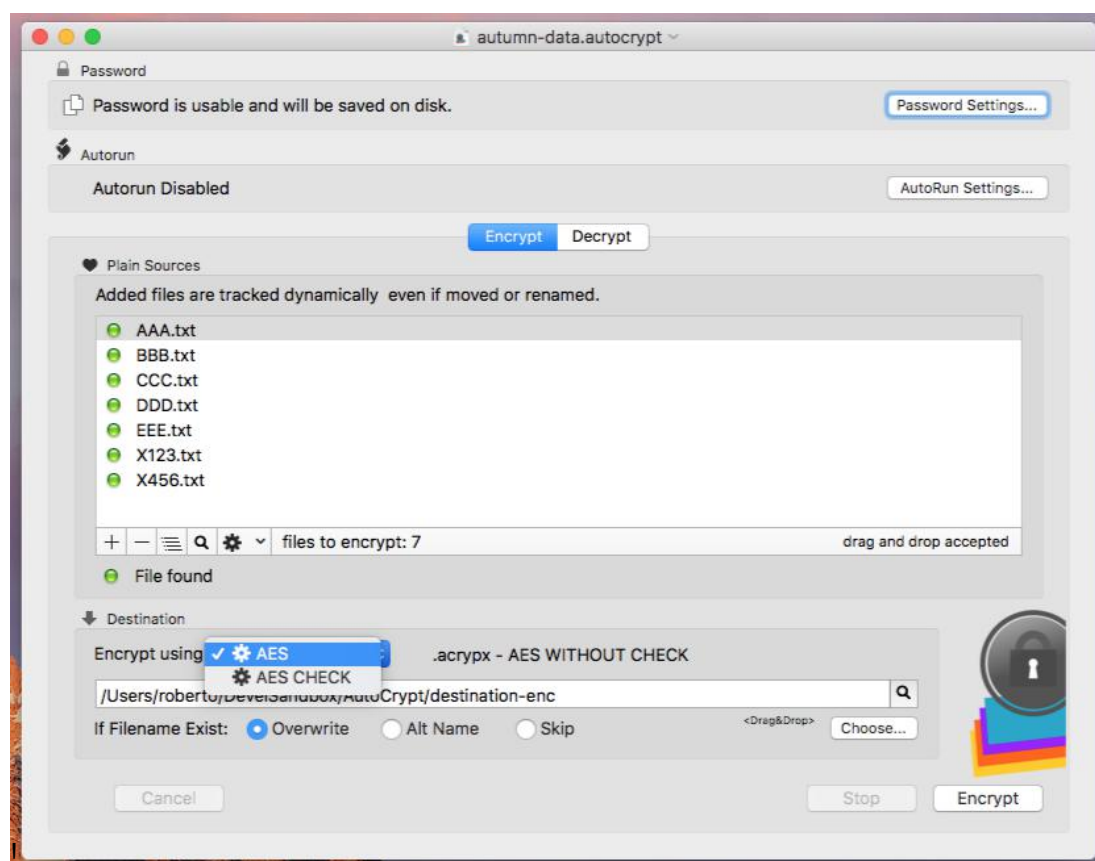 autumn-data.autocrypt
Password
Password is usable and will be saved on disk.
Password Settings...
Autorun
Autorun Disabled
AutoRun Settings...
Encrypt Decrypt
Plain Sources
Added files are tracked dynamically even if moved or renamed.
AAA.txt
BBB.txt
CCC.txt
DDD.txt
EEE.txt
X123.txt
X456.txt
files to encrypt: 7 drag and drop accepted
File found
Destination
Encrypt using ✓ AES .acrypx - AES WITHOUT CHECK
AES CHECK
/Users/roberto/DevelSandbox/AutoCrypt/destination-enc
If Filename Exist: Overwrite Alt Name Skip <Drag&Drop> Choose...
Cancel Stop Encrypt